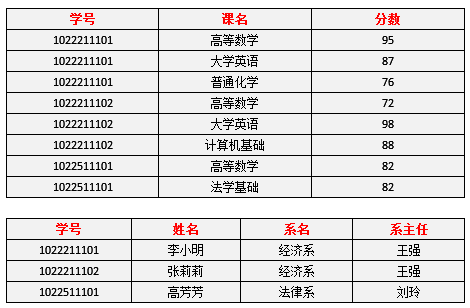 学号 课名 分数
1022211101 高等数学 95
1022211101 大学英语 87
1022211101 普通化学 76
1022211102 高等数学 72
1022211102 大学英语 98
1022211102 计算机基础 88
1022511101 高等数学 82
1022511101 法学基础 82
学号 姓名 系名 系主任
1022211101 李小明 经济系 王强
1022211102 张莉莉 经济系 王强
1022511101 高芳芳 法律系 刘玲